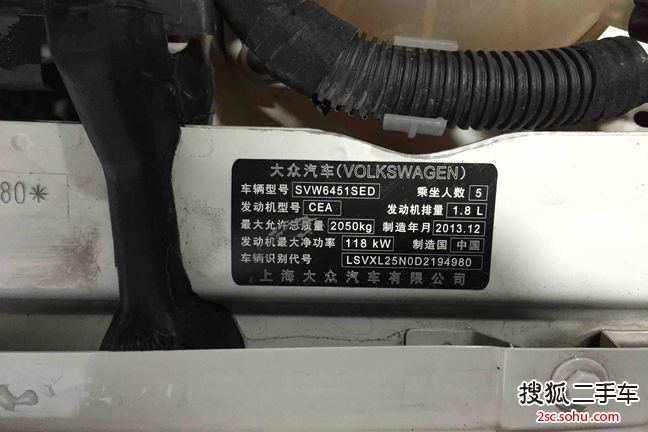 80*
大众汽车(VOLKSWAGEN)
车辆型号 SVW6451SED 乘坐人数 5
发动机型号 CEA 发动机排量 1.8 L
最大允许总质量 2050kg 制造年月 2013.12
发动机最大净功率 118 kW 制造国 中国
车辆识别代号 LSVXL25N0D2194980
上海大众汽车有限公司
搜狐二手车
2sc.sohu.com